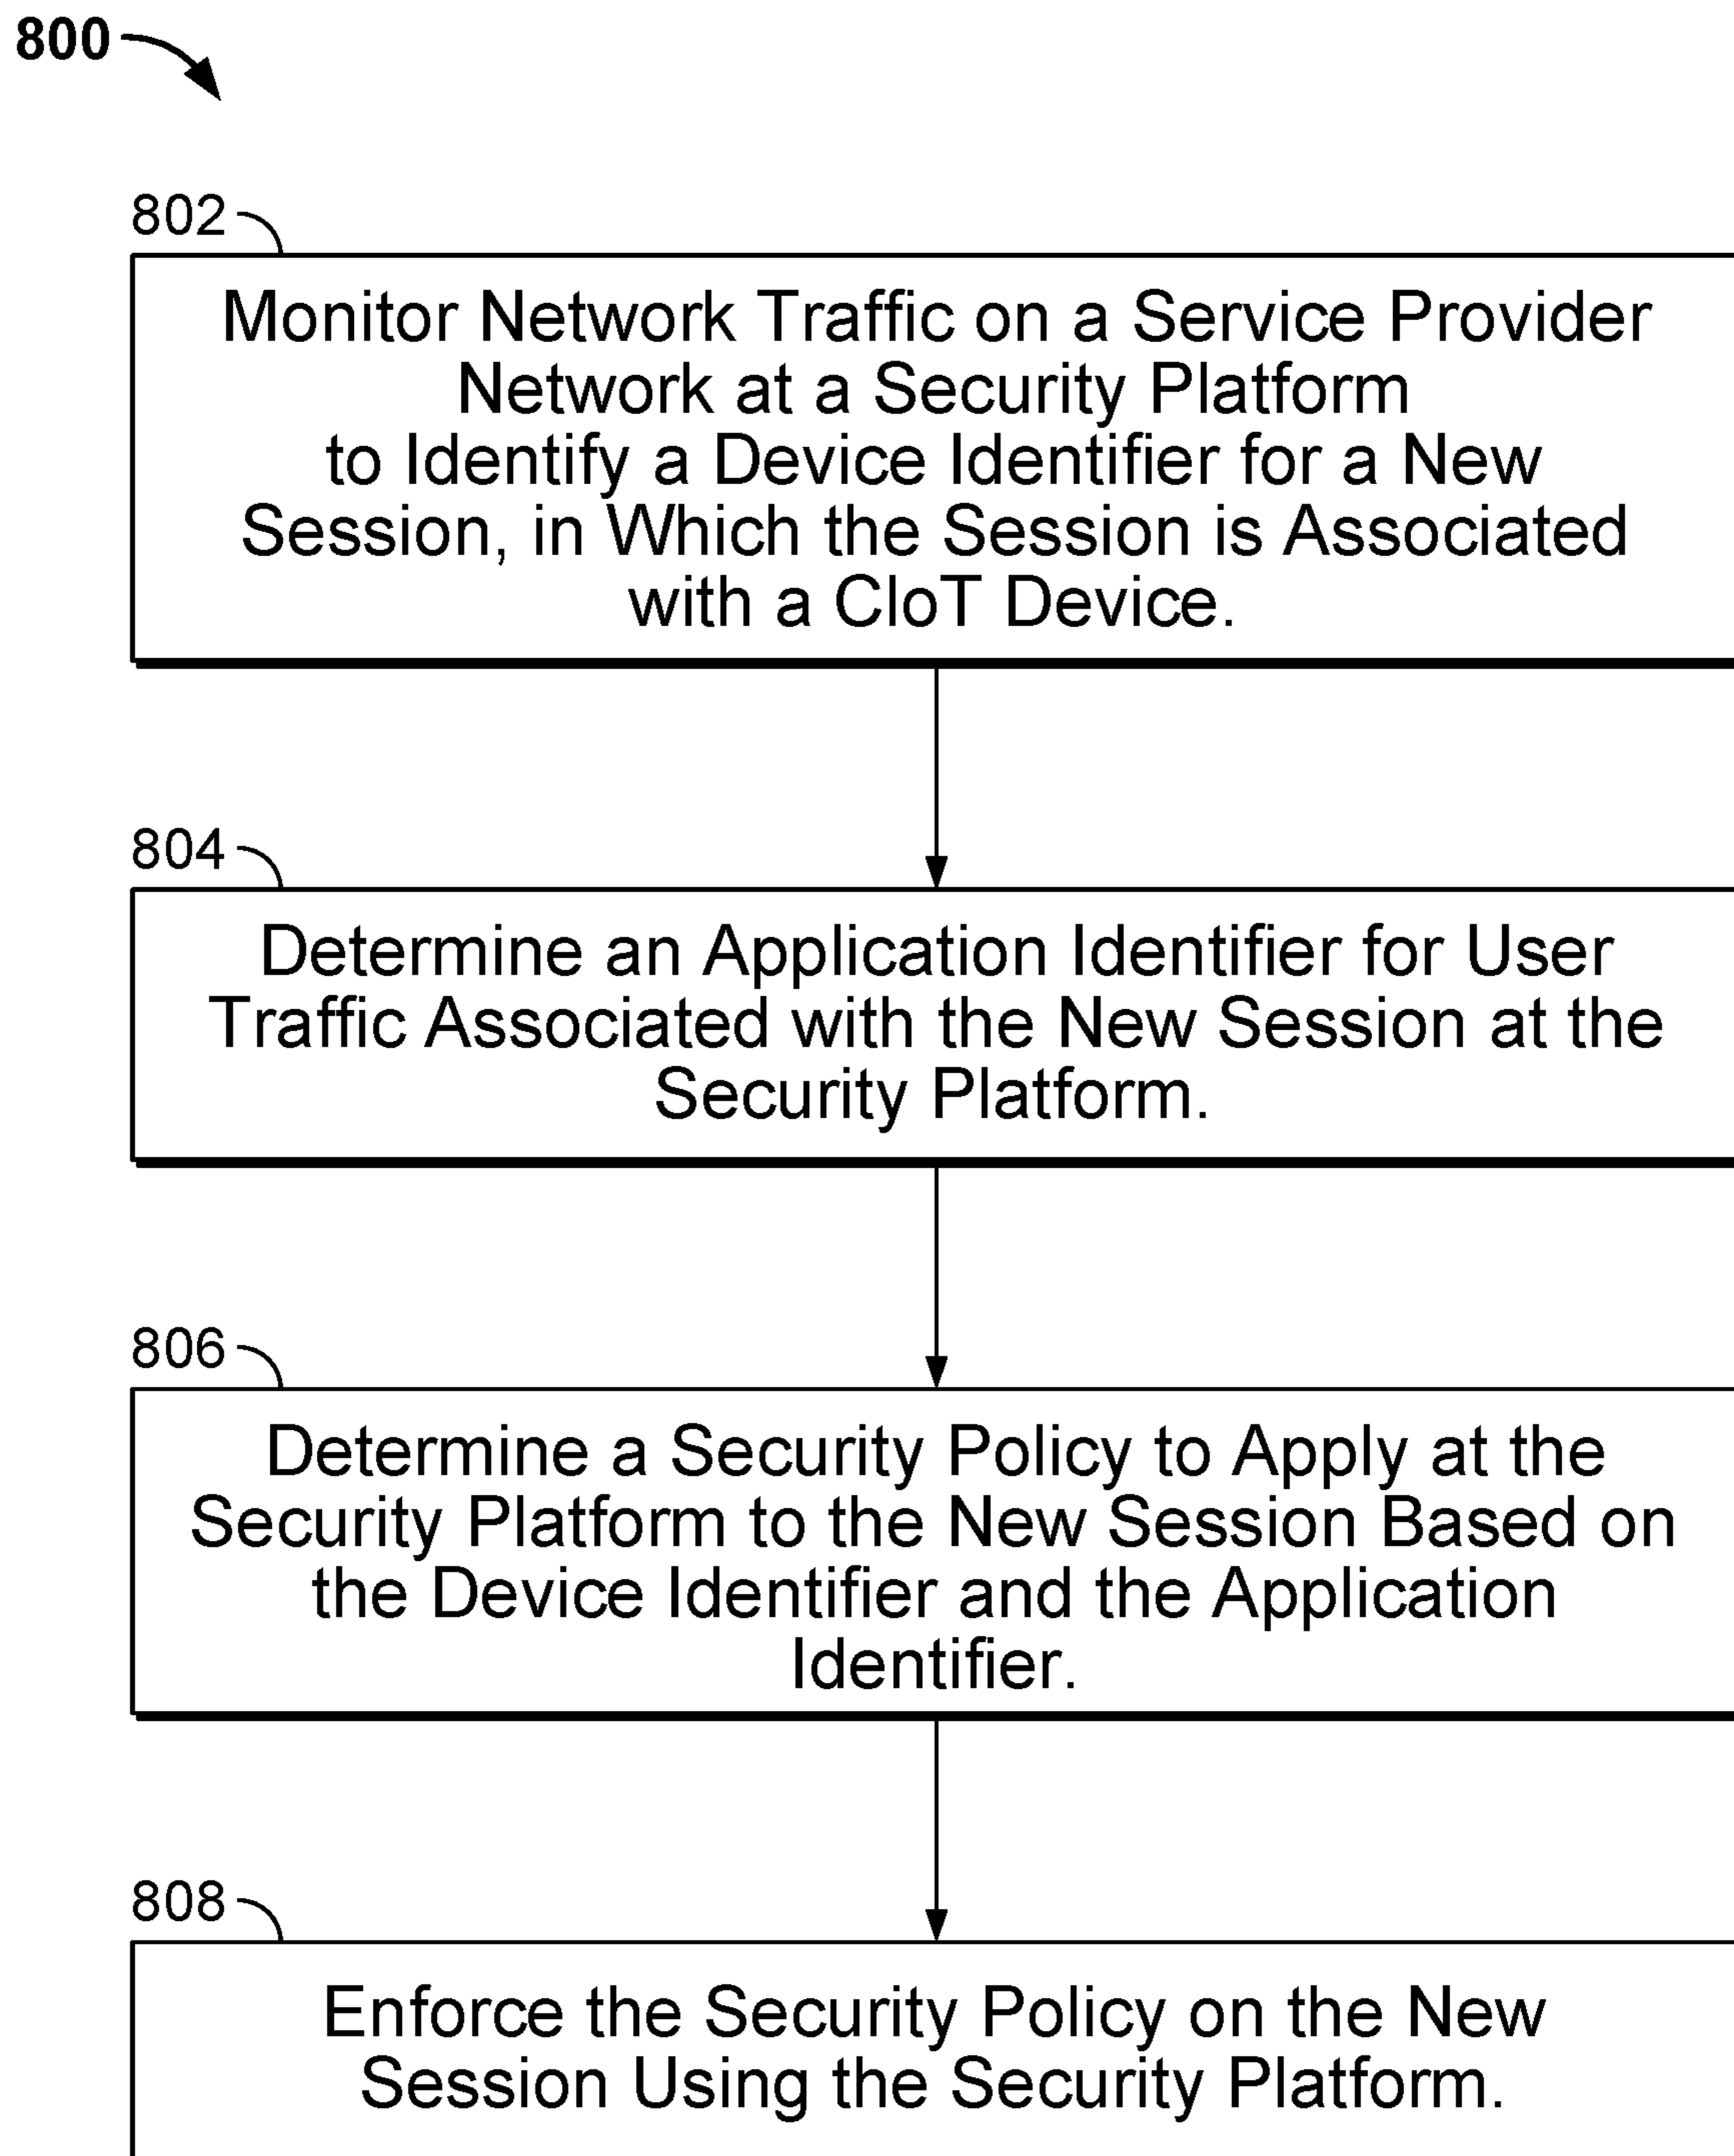 800
802
Monitor Network Traffic on a Service Provider
Network at a Security Platform
to Identify a Device Identifier for a New
Session, in Which the Session is Associated
with a CIoT Device.
804
Determine an Application Identifier for User
Traffic Associated with the New Session at the
Security Platform.
806
Determine a Security Policy to Apply at the
Security Platform to the New Session Based on
the Device Identifier and the Application
Identifier.
808
Enforce the Security Policy on the New
Session Using the Security Platform.